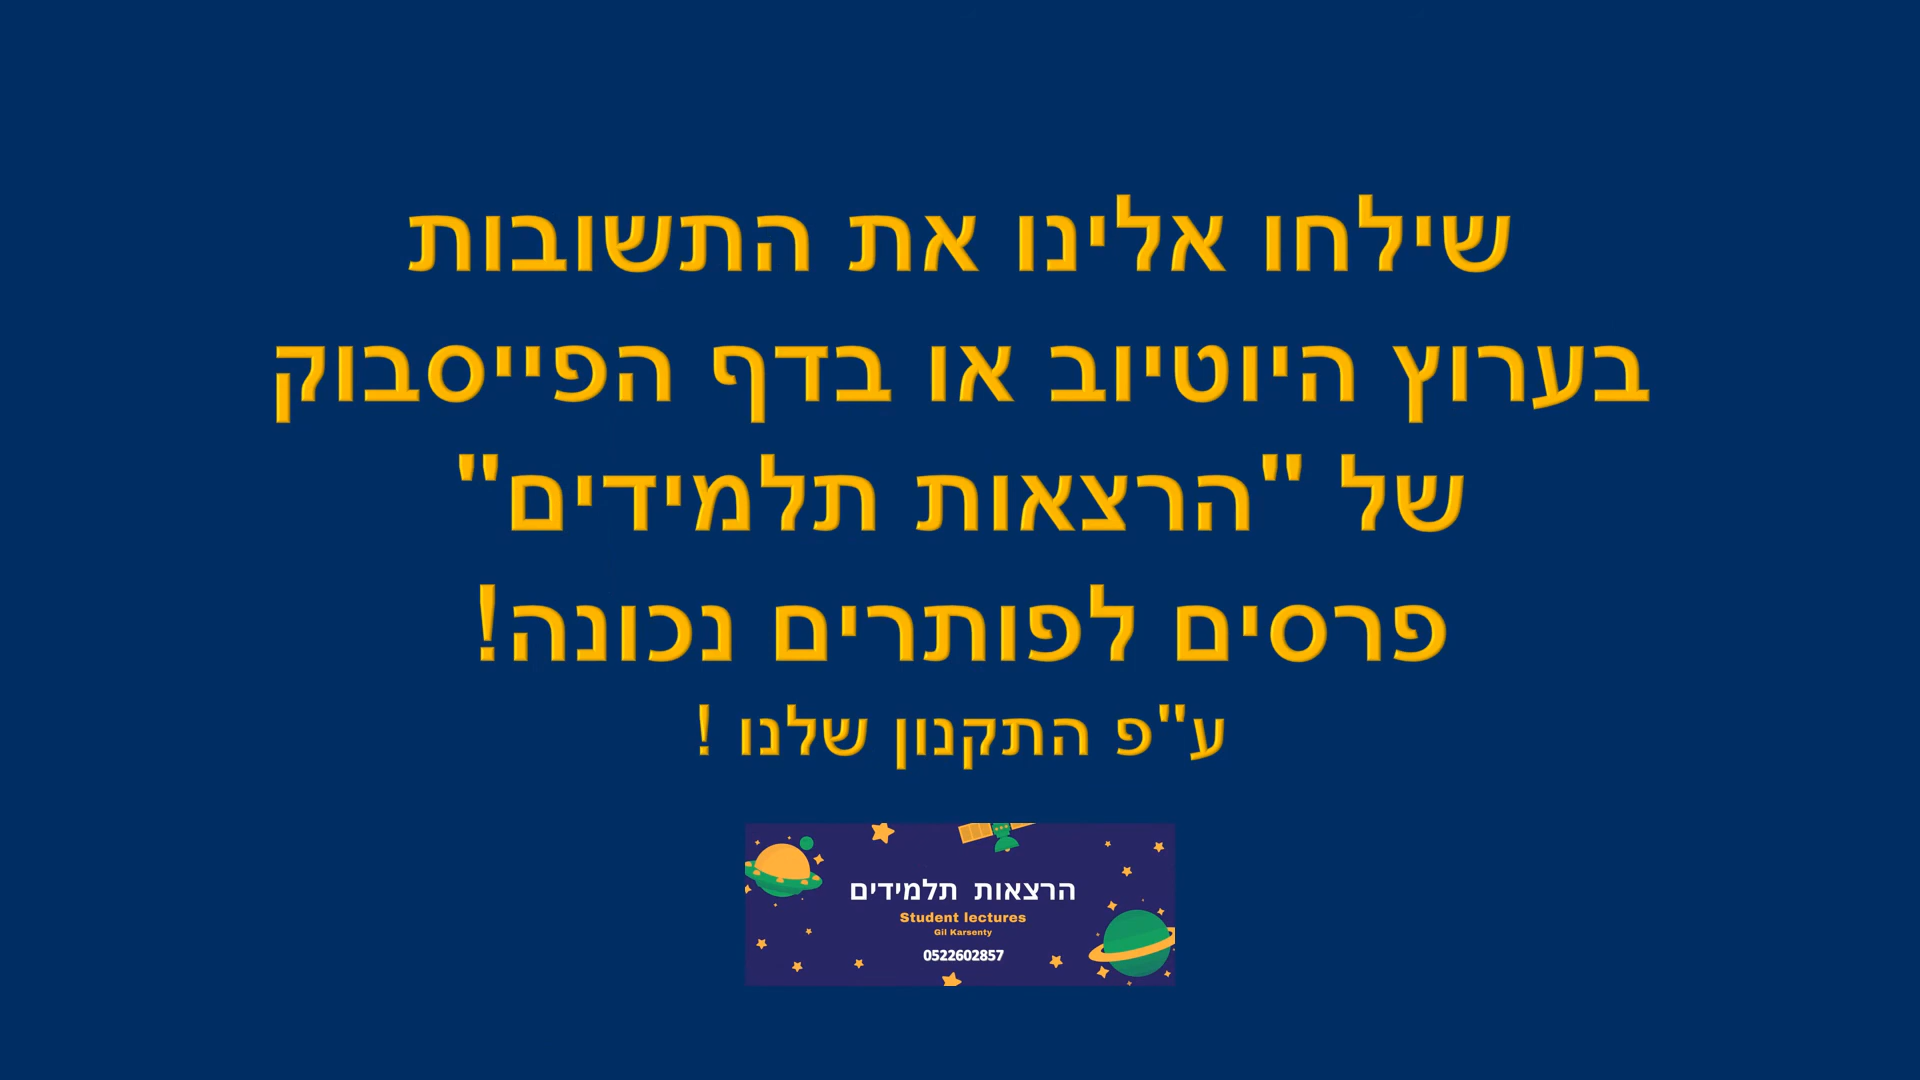 שילחו אלינו את התשובות
בערוץ היוטיוב או בדף הפייסבוק
של "הרצאות תלמידים"
פרסים לפותרים נכונה!
ע"פ התקנון שלנו !
הרצאות תלמידים
Student lectures
Gil Karsenty
0522602857